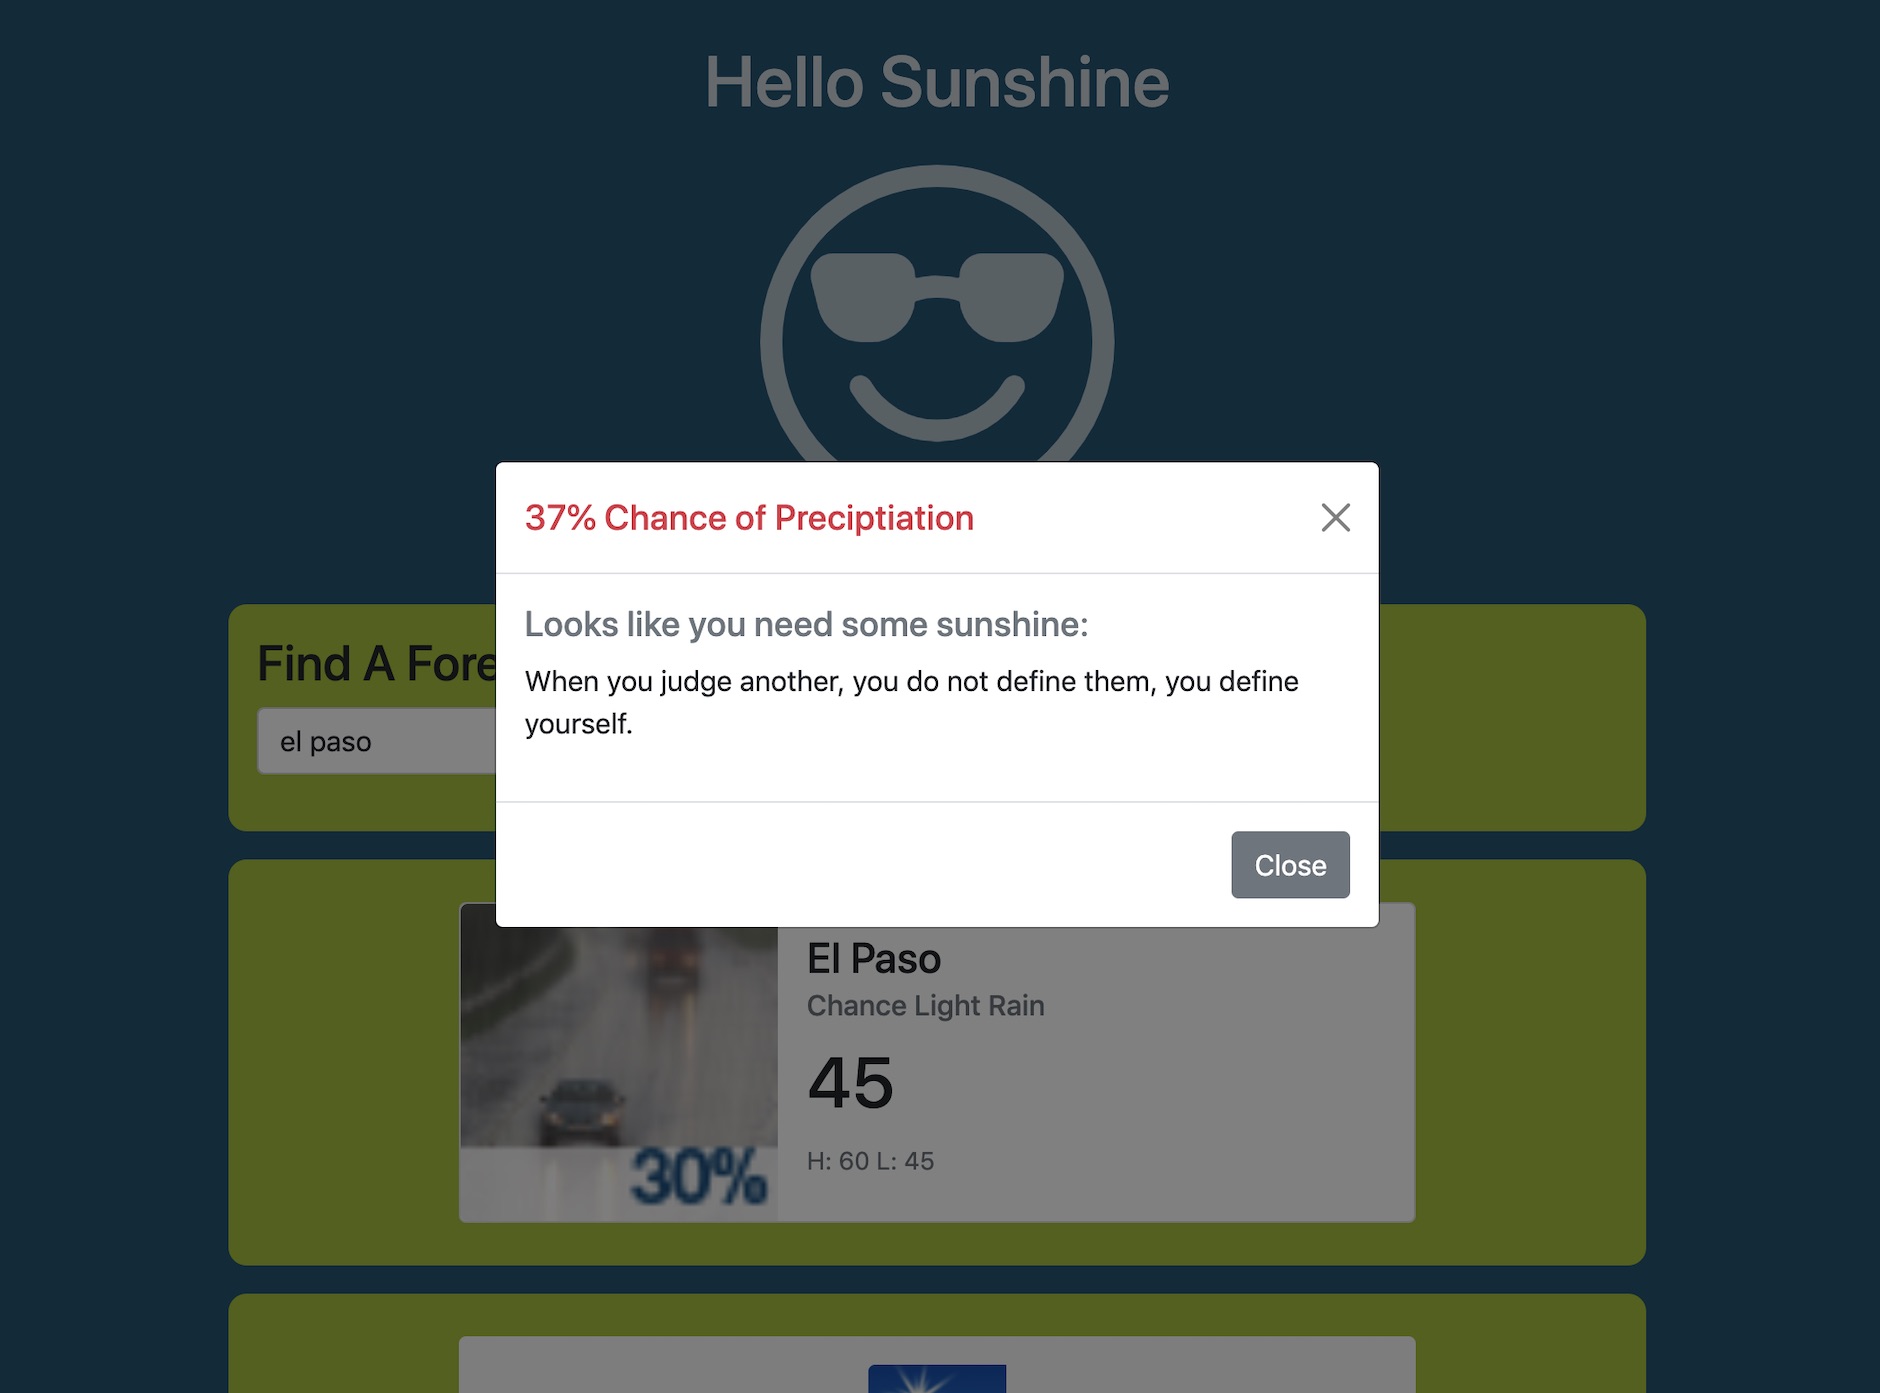 Hello Sunshine
37% Chance of Preciptiation
Looks like you need some sunshine:
When you judge another, you do not define them, you define
yourself.
Find A Fore
el paso
Close
El Paso
Chance Light Rain
45
H: 60 L: 45
30%